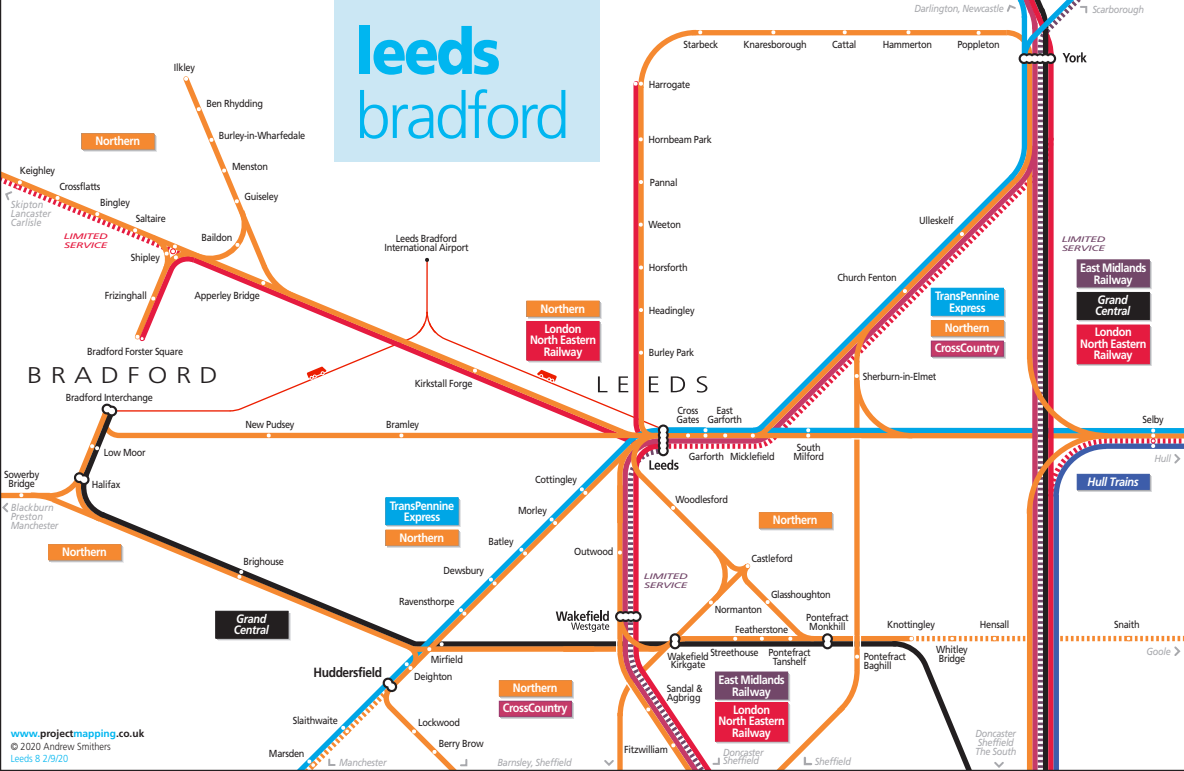 Darlington, Newcastle
Scarborough
leeds
bradford
Starbeck
Knaresborough
Cattal
Hammerton
Poppleton
York
Ilkley
Ben Rhydding
Burley-in-Wharfedale
Menston
Guiseley
Northern
Harrogate
Hornbeam Park
Pannal
Weeton
Horsforth
Headingley
Burley Park
Keighley
Crossflatts
Bingley
Saltaire
Baildon
Skipton
Lancaster
Carlisle
LIMITED
SERVICE
Shipley
Frizinghall
Apperley Bridge
Bradford Forster Square
Leeds Bradford
International Airport
Northern
London
North Eastern
Railway
Ulleskelf
Church Fenton
TransPennine
Express
Northern
CrossCountry
LIMITED
SERVICE
East Midlands
Railway
Grand
Central
London
North Eastern
Railway
BRADFORD
Bradford Interchange
Kirkstall Forge
LEEDS
Sherburn-in-Elmet
New Pudsey
Bramley
Cross
Gates
East
Garforth
Garforth
Micklefield
South
Milford
Selby
Hull
Leeds
Low Moor
Halifax
Sowerby
Bridge
Blackburn
Preston
Manchester
Northern
Cottingley
Morley
Batley
Dewsbury
Ravensthorpe
TransPennine
Express
Northern
Woodlesford
Northern
Hull Trains
Outwood
LIMITED
SERVICE
Castleford
Glasshoughton
Normanton
Brighouse
Grand
Central
Wakefield
Westgate
Featherstone
Pontefract
Monkhill
Knottingley
Hensall
Snaith
Goole
Whitley
Bridge
Mirfield
Deighton
Huddersfield
Wakefield
Kirkgate
Streethouse
Pontefract
Tanshelf
Pontefract
Baghill
Northern
CrossCountry
Sandal &
Agbrigg
East Midlands
Railway
London
North Eastern
Railway
Slaithwaite
Marsden
Lockwood
Berry Brow
Fitzwilliam
Manchester
Barnsley, Sheffield
Doncaster
Sheffield
Sheffield
Doncaster
Sheffield
The South
www.projectmapping.co.uk
© 2020 Andrew Smithers
Leeds 8 2/9/20